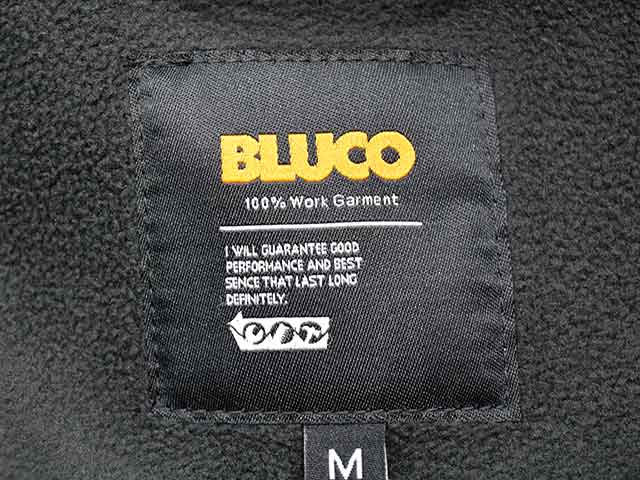 BLUCO
100% Work Garment
I WILL GUARANTEE GOOD
PERFORMANCE AND BEST
SENCE THAT LAST LONG
DEFINITELY.
M